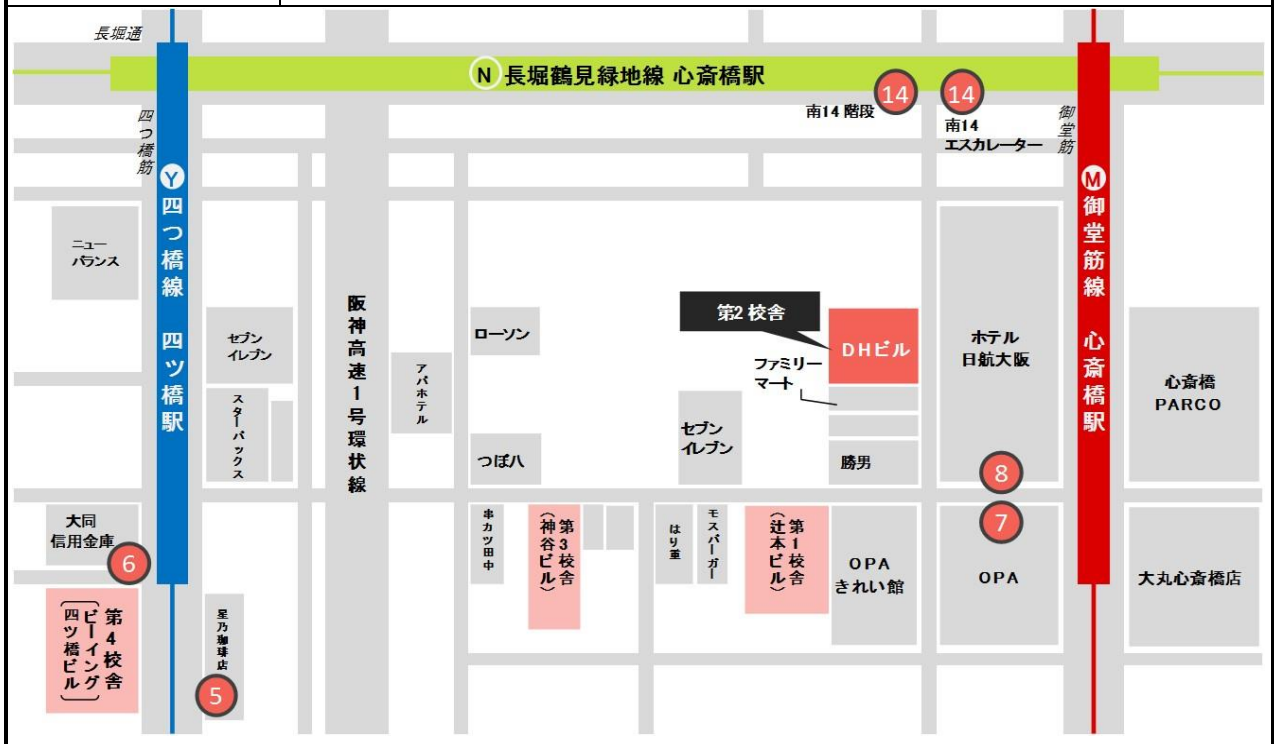 長堀通
N 長堀鶴見緑地線 心斎橋駅
14
14
南14 階段
南14
エスカレーター
四つ橋筋
御堂筋
Y 四つ橋線 四ツ橋駅
M 御堂筋線 心斎橋駅
ニュー
バランス
セブン
イレブン
スターバックス
阪神高速1号環状線
アパホテル
ローソン
つぼ八
第2 校舎
DHビル
ファミリー
マート
セブン
イレブン
勝男
ホテル
日航大阪
心斎橋
PARCO
8
7
大同
信用金庫
6
串カツ田中
第3校舎
(神谷ビル)
はり重
モスバーガー
第1校舎
(辻本ビル)
OPA
きれい館
OPA
大丸心斎橋店
第4校舎
(ビーイング
四ツ橋ビル)
星乃珈琲店
5